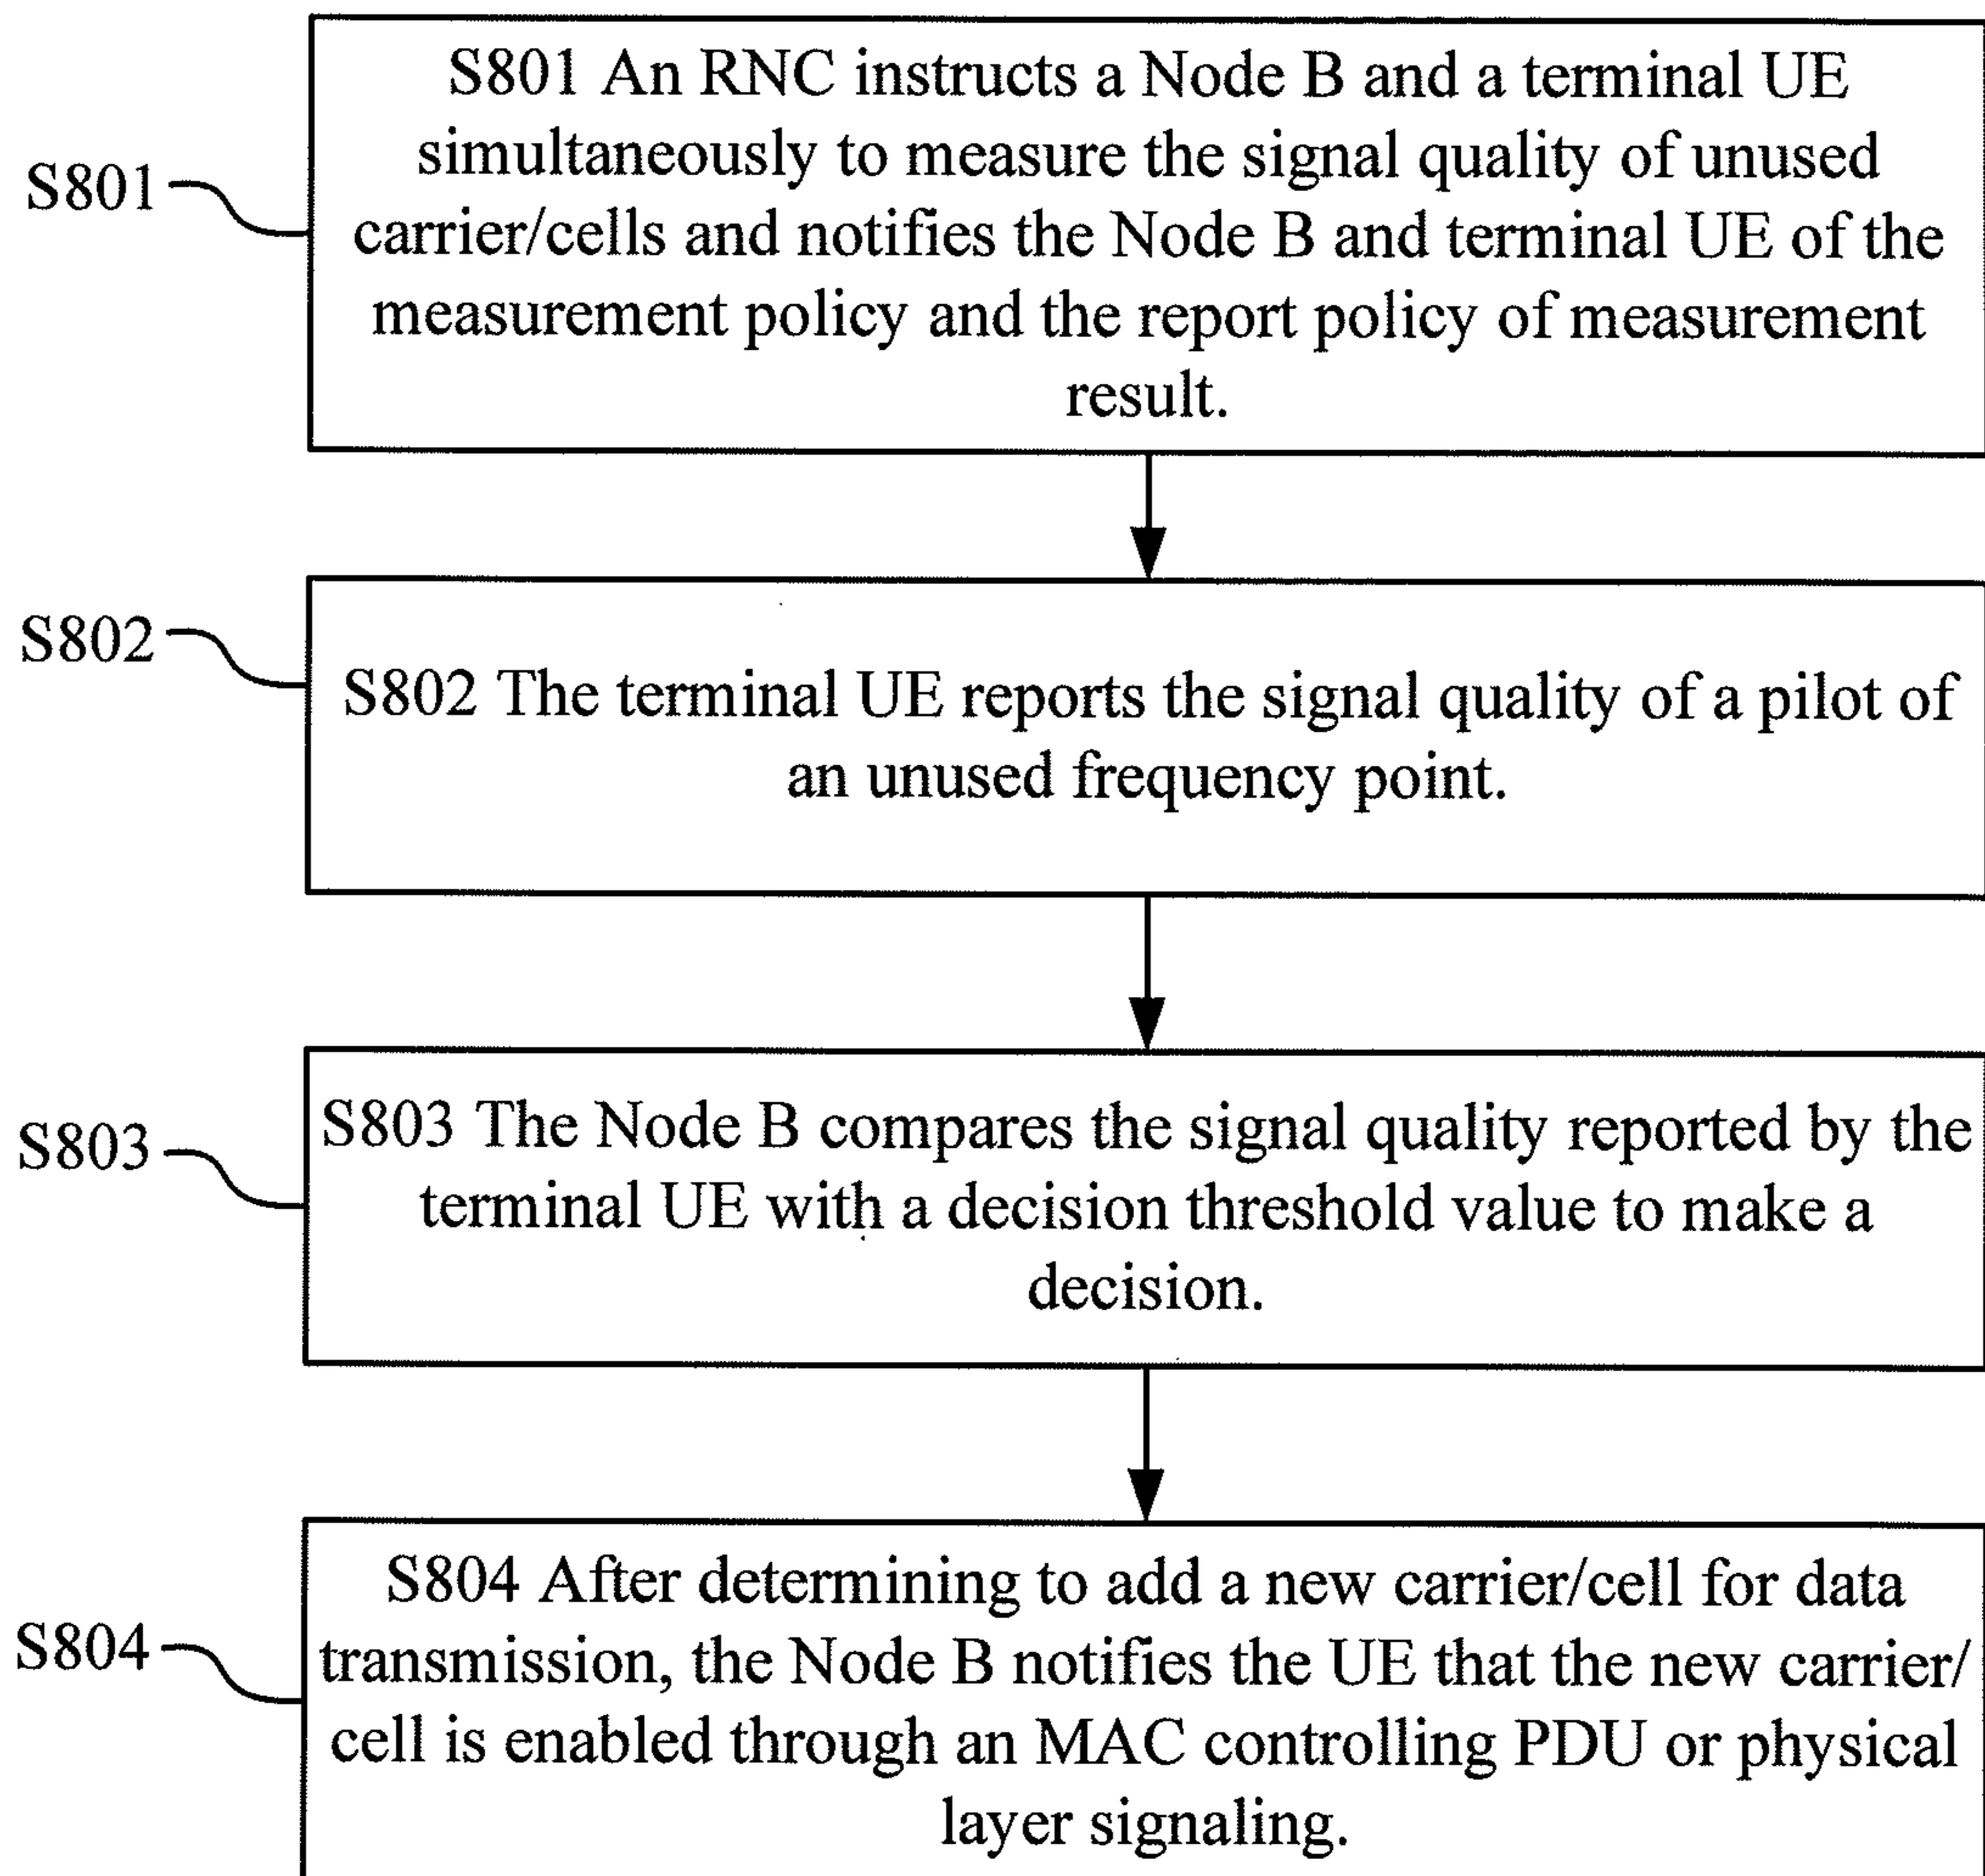 S801 An RNC instructs a Node B and a terminal UE
simultaneously to measure the signal quality of unused
carrier/cells and notifies the Node B and terminal UE of the
measurement policy and the report policy of measurement
result.
S801
S802
S802 The terminal UE reports the signal quality of a pilot of
an unused frequency point.
S803
S803 The Node B compares the signal quality reported by the
terminal UE with a decision threshold value to make a
decision.
S804
S804 After determining to add a new carrier/cell for data
transmission, the Node B notifies the UE that the new carrier/
cell is enabled through an MAC controlling PDU or physical
layer signaling.